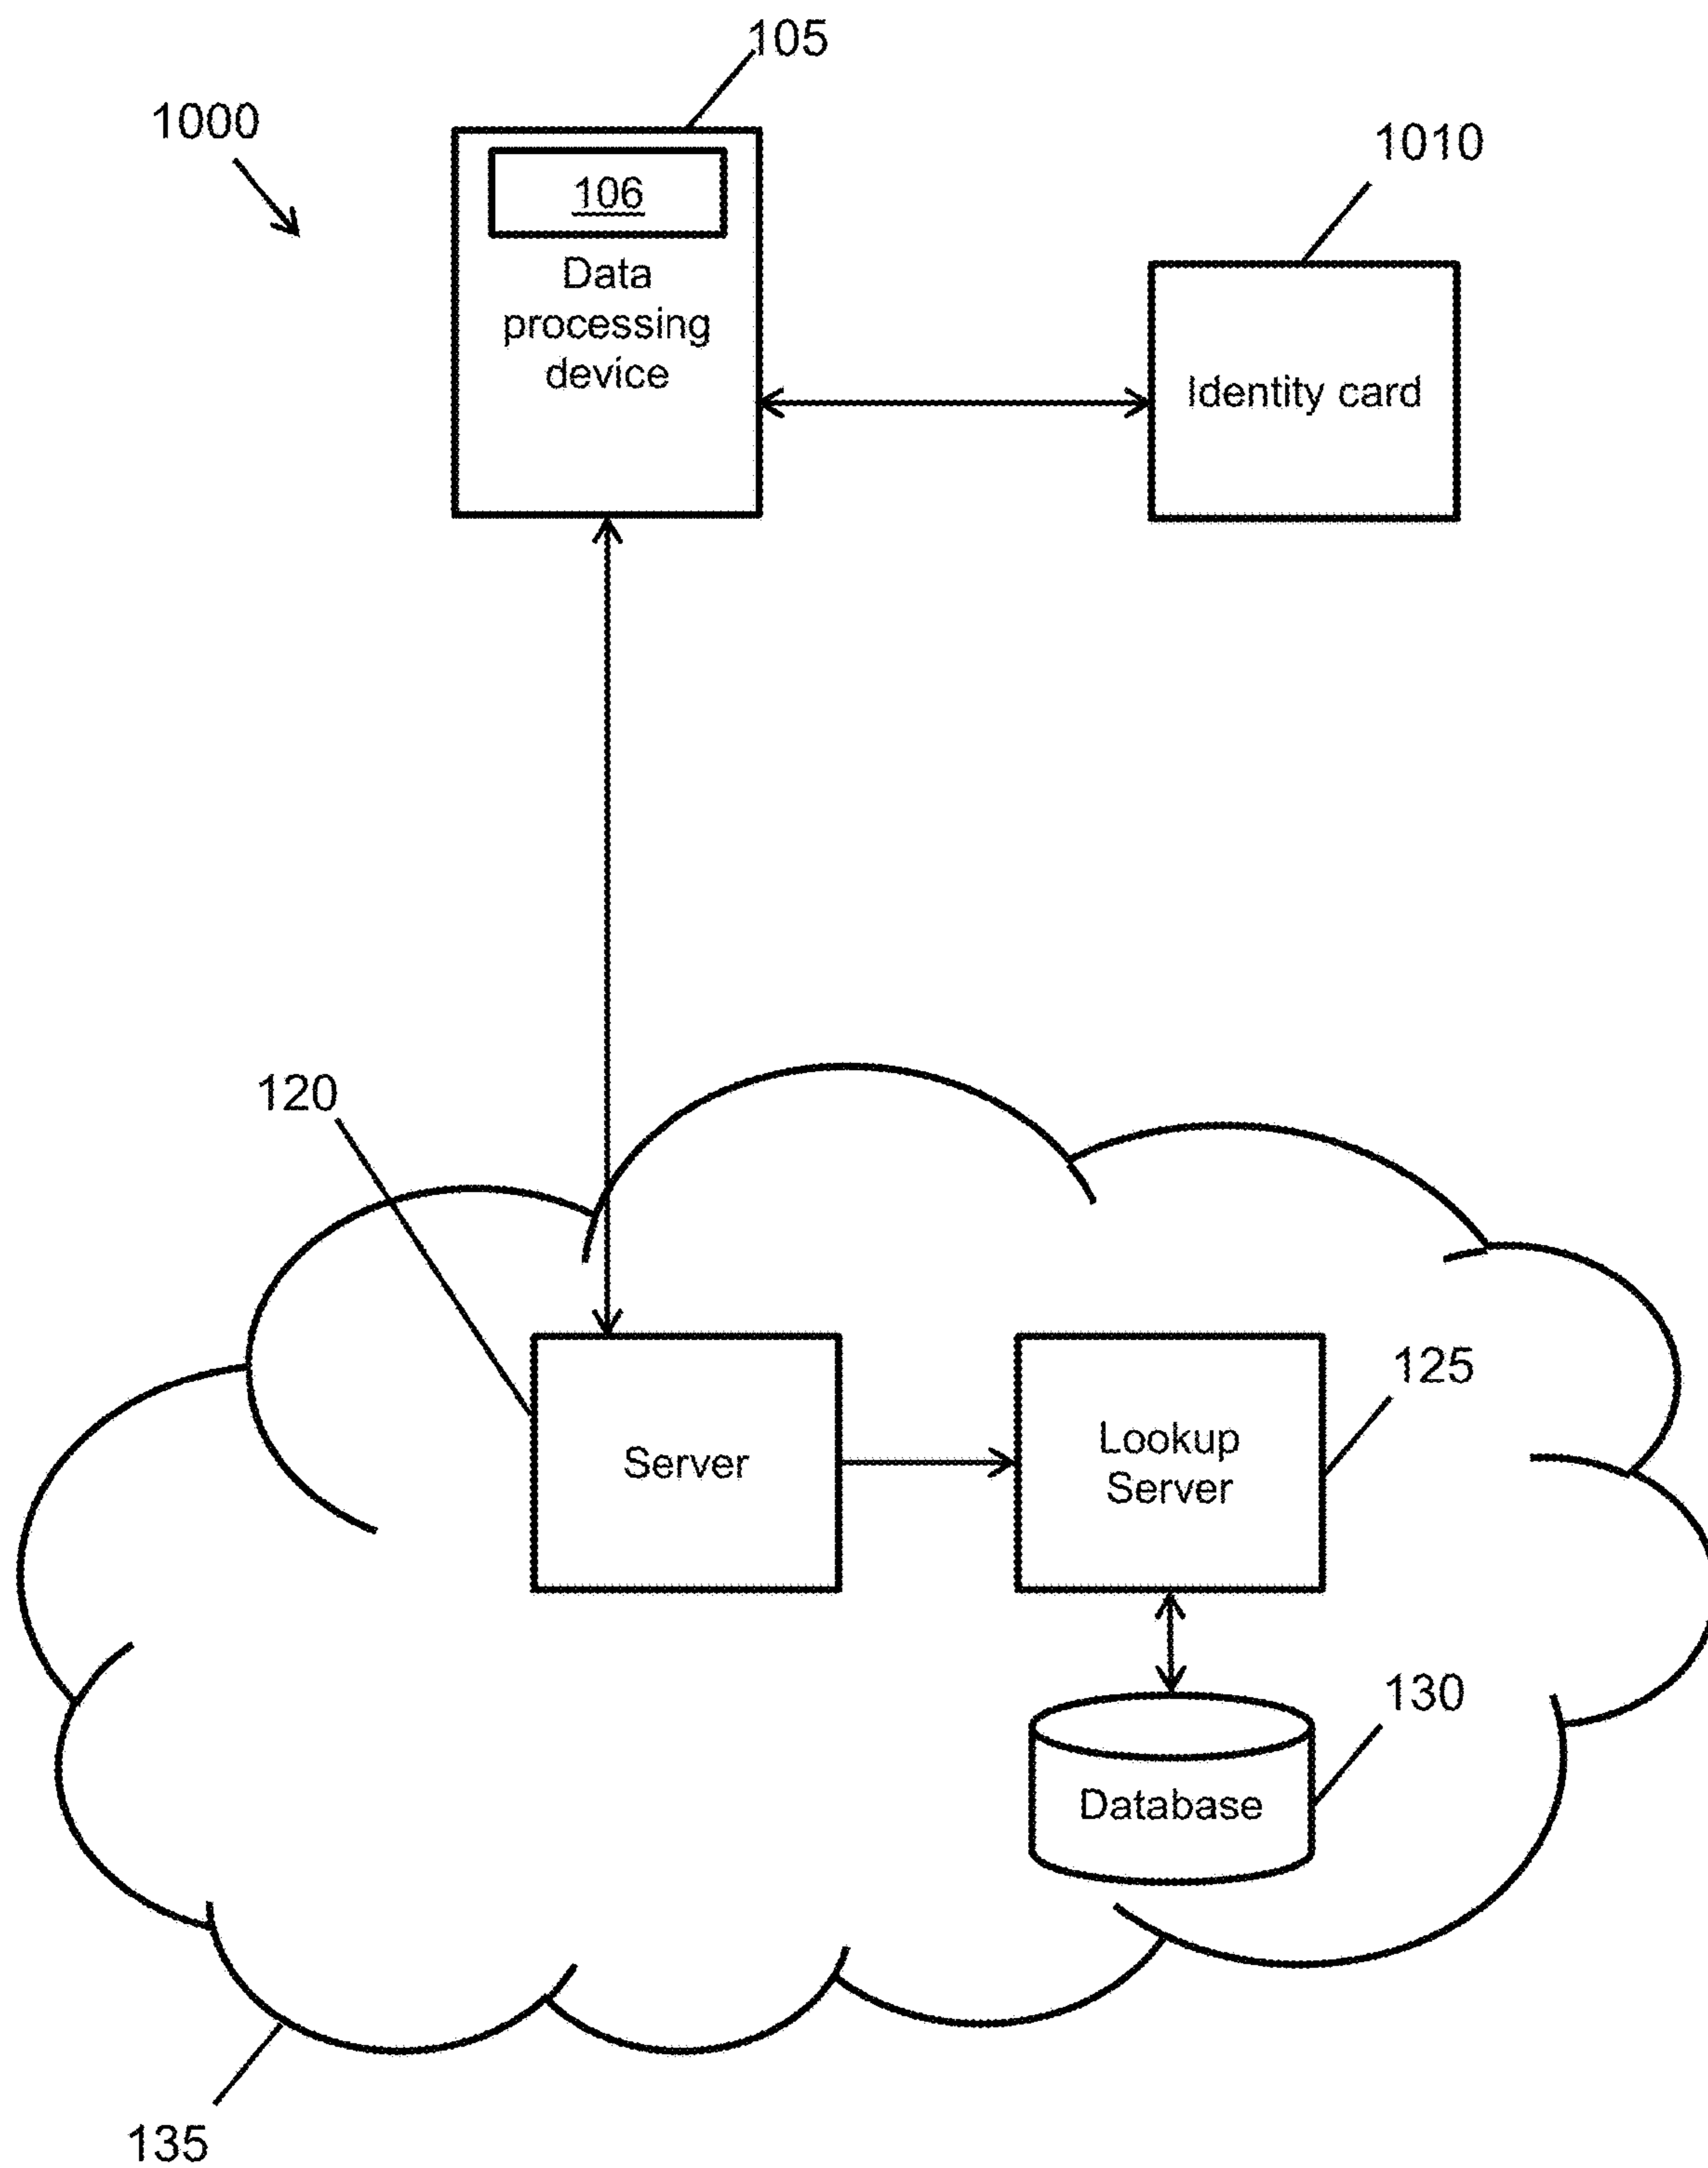 105
1000
1010
106
Data
processing
device
Identity card
120
125
Lookup
Server
Server
130
Database
135